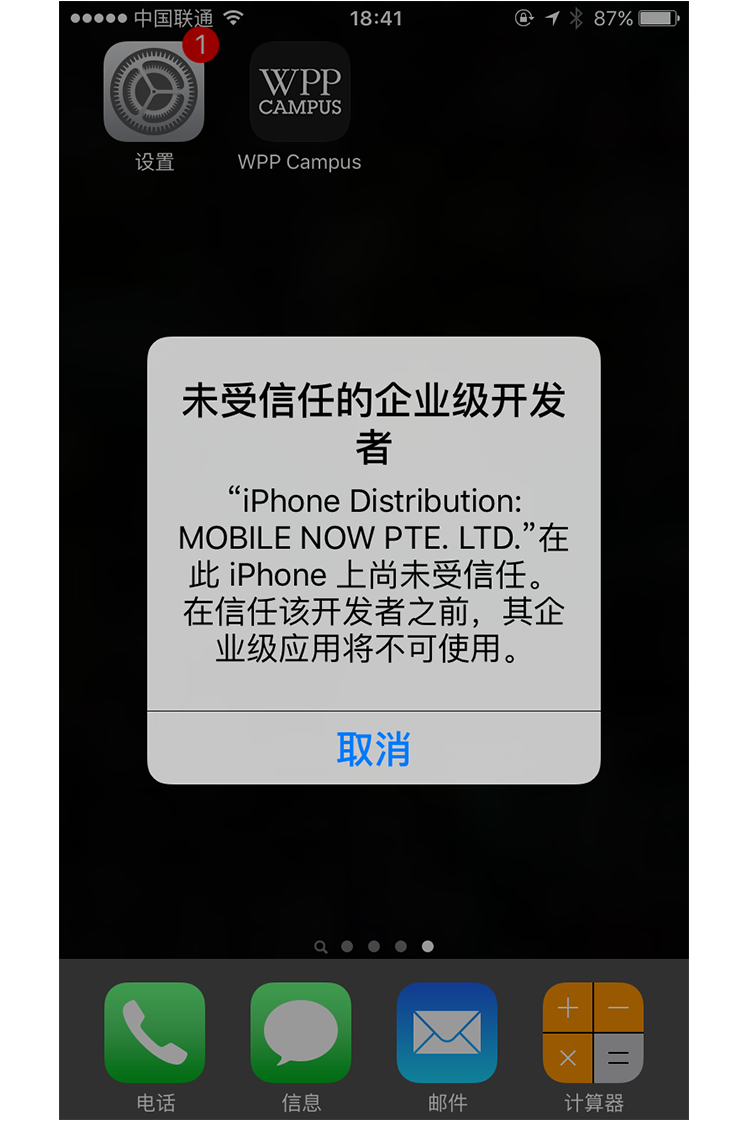 中国联通
18:41
87%
1
WPP
CAMPUS
设置
WPP Campus
未受信任的企业级开发
者
“iPhone Distribution:
MOBILE NOW PTE. LTD.”在
此 iPhone 上尚未受信任。
在信任该开发者之前，其企
业级应用将不可使用。
取消
电话
信息
邮件
计算器